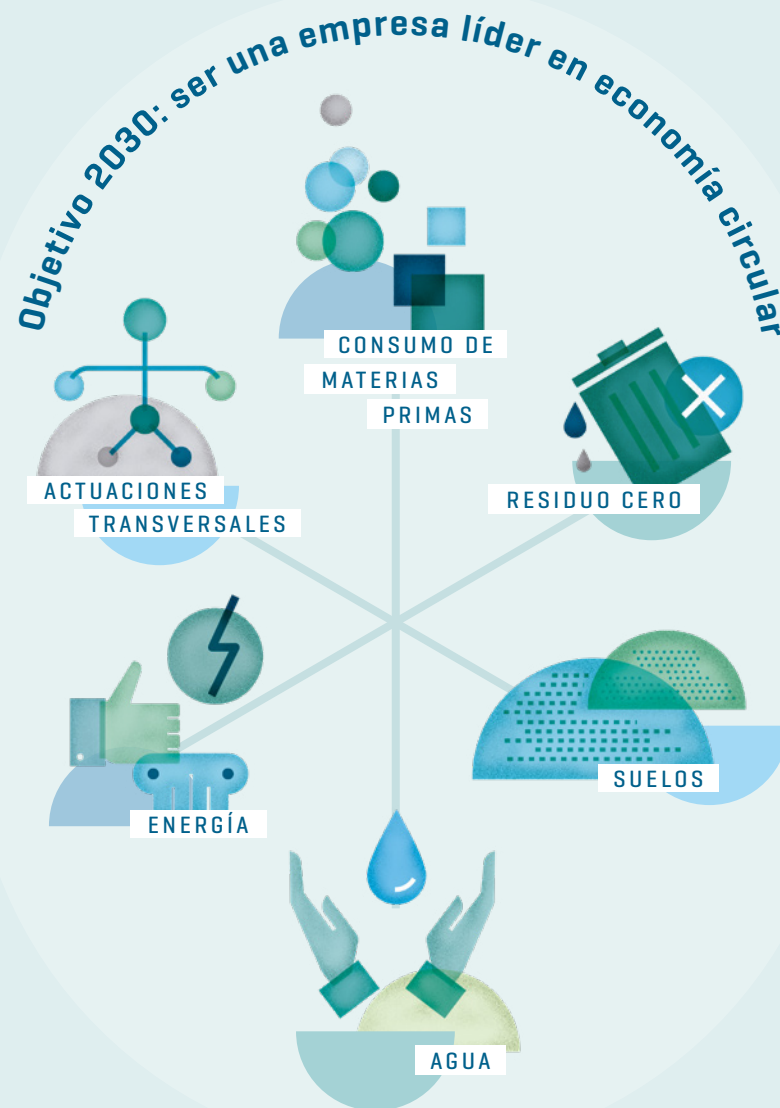 Objetivo 2030: ser una empresa líder en economía circular
CONSUMO DE
MATERIAS
PRIMAS
ACTUACIONES
TRANSVERSALES
RESIDUO CERO
ENERGÍA
SUELOS
AGUA